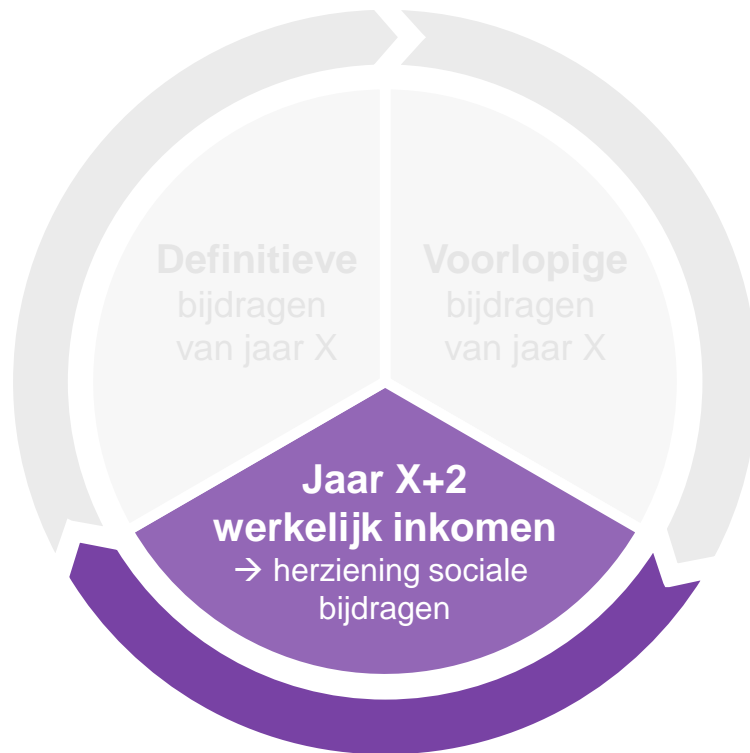 Definitieve
bijdragen
van jaar X
Voorlopige
bijdragen
van jaar X
Jaar X+2
werkelijk inkomen
→ herziening sociale
bijdragen